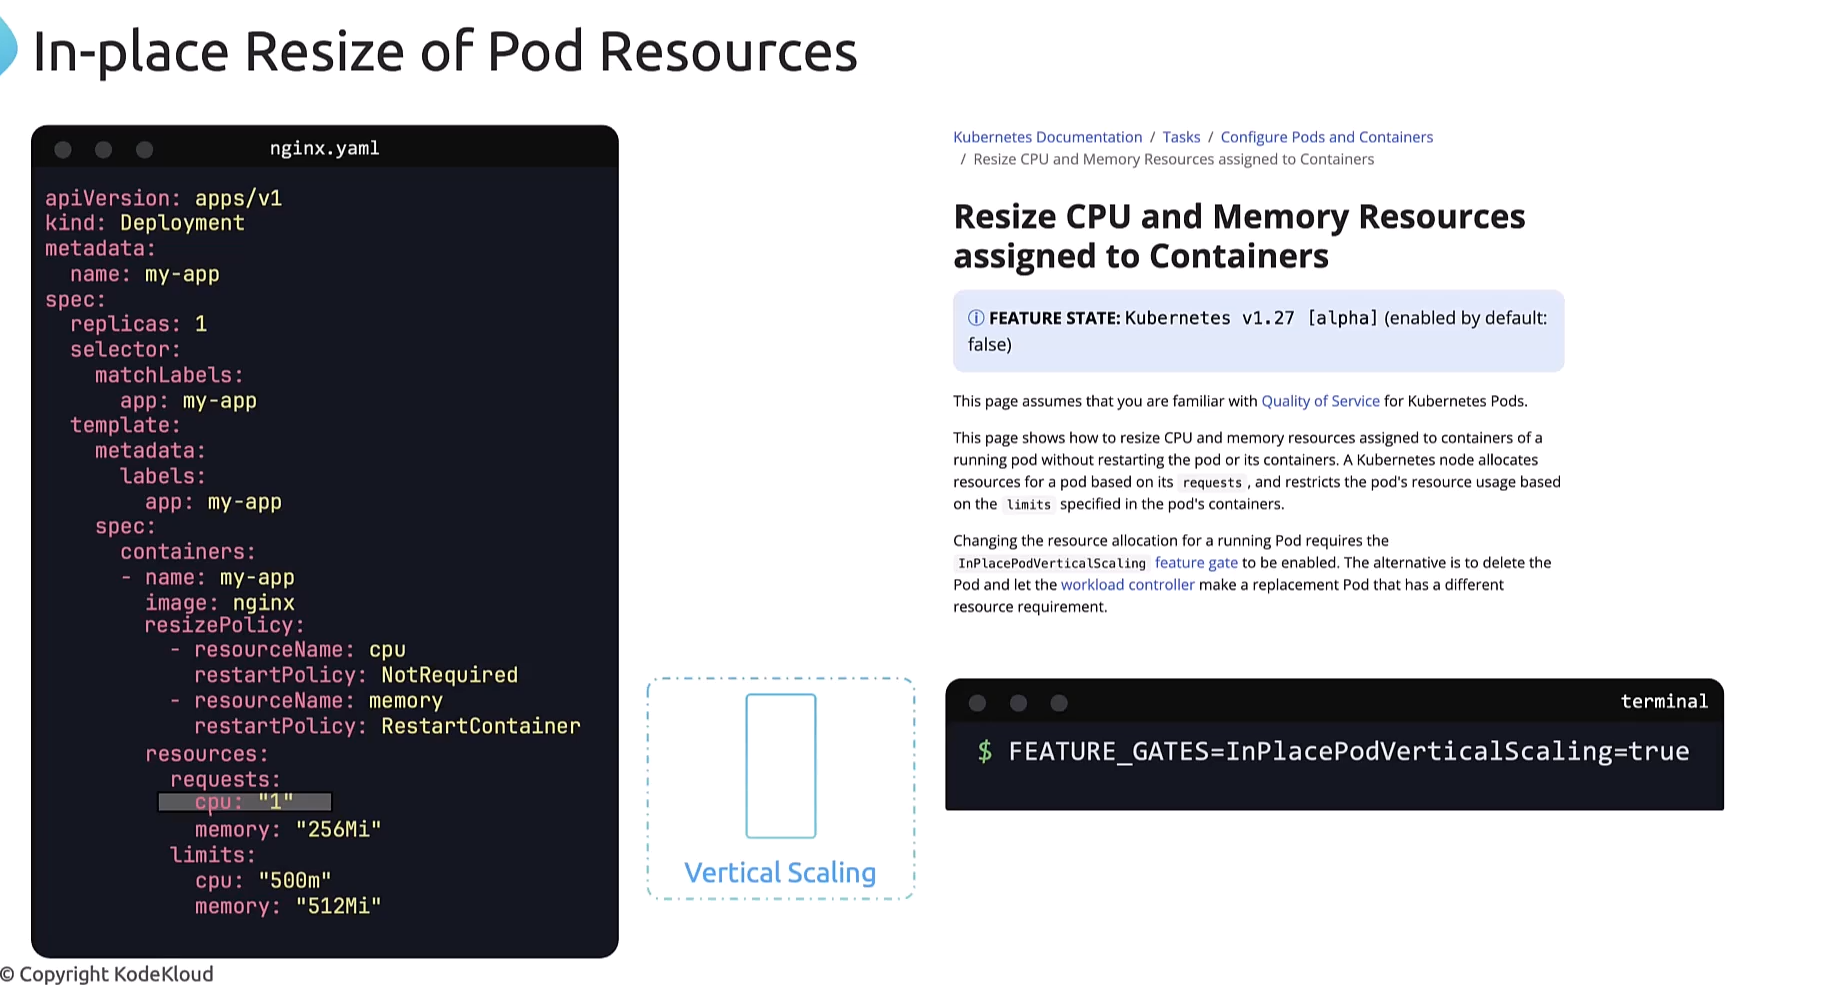 In-place Resize of Pod Resources
nginx.yaml
apiVersion: apps/v1
kind: Deployment
metadata:
  name: my-app
spec:
  replicas: 1
  selector:
    matchLabels:
      app: my-app
  template:
    metadata:
      labels:
        app: my-app
    spec:
      containers:
      - name: my-app
        image: nginx
        resizePolicy:
          - resourceName: cpu
            restartPolicy: NotRequired
          - resourceName: memory
            restartPolicy: RestartContainer
        resources:
          requests:
            cpu: "1"
            memory: "256Mi"
          limits:
            cpu: "500m"
            memory: "512Mi"
Vertical Scaling
Kubernetes Documentation / Tasks / Configure Pods and Containers
/ Resize CPU and Memory Resources assigned to Containers
Resize CPU and Memory Resources
assigned to Containers
FEATURE STATE: Kubernetes v1.27 [alpha] (enabled by default:
false)
This page assumes that you are familiar with Quality of Service for Kubernetes Pods.
This page shows how to resize CPU and memory resources assigned to containers of a
running pod without restarting the pod or its containers. A Kubernetes node allocates
resources for a pod based on its requests, and restricts the pod's resource usage based
on the limits specified in the pod's containers.
Changing the resource allocation for a running Pod requires the
InPlacePodVerticalScaling feature gate to be enabled. The alternative is to delete the
Pod and let the workload controller make a replacement Pod that has a different
resource requirement.
terminal
$ FEATURE_GATES=InPlacePodVerticalScaling=true
© Copyright KodeKloud